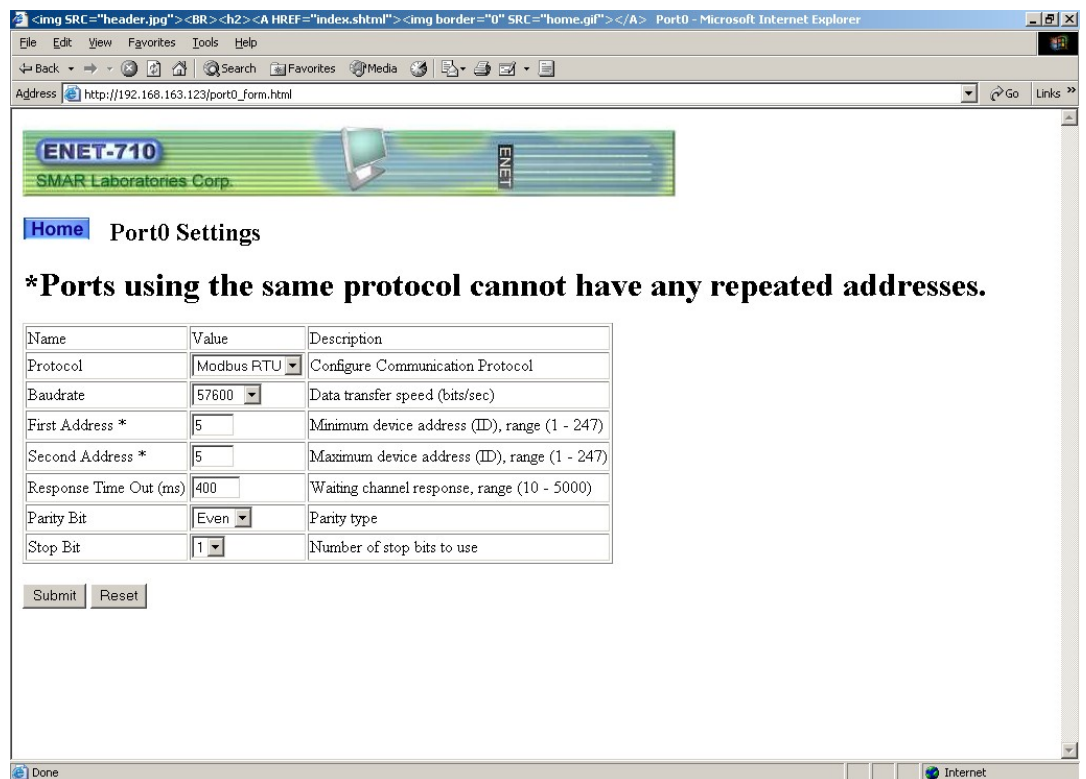 <img SRC="header.jpg"><BR><h2><A HREF="index.shtml"><img border="0" SRC="home.gif"></A> Port0 - Microsoft Internet Explorer
File Edit View Favorites Tools Help
Back Search Favorites Media
Address http://192.168.163.123/port0_form.html Go Links »
ENET-710
SMAR Laboratories Corp.
ENET
Home Port0 Settings
*Ports using the same protocol cannot have any repeated addresses.
Name Value Description
Protocol Modbus RTU Configure Communication Protocol
Baudrate 57600 Data transfer speed (bits/sec)
First Address * 5 Minimum device address (ID), range (1 - 247)
Second Address * 5 Maximum device address (ID), range (1 - 247)
Response Time Out (ms) 400 Waiting channel response, range (10 - 5000)
Parity Bit Even Parity type
Stop Bit 1 Number of stop bits to use
Submit Reset
Done Internet